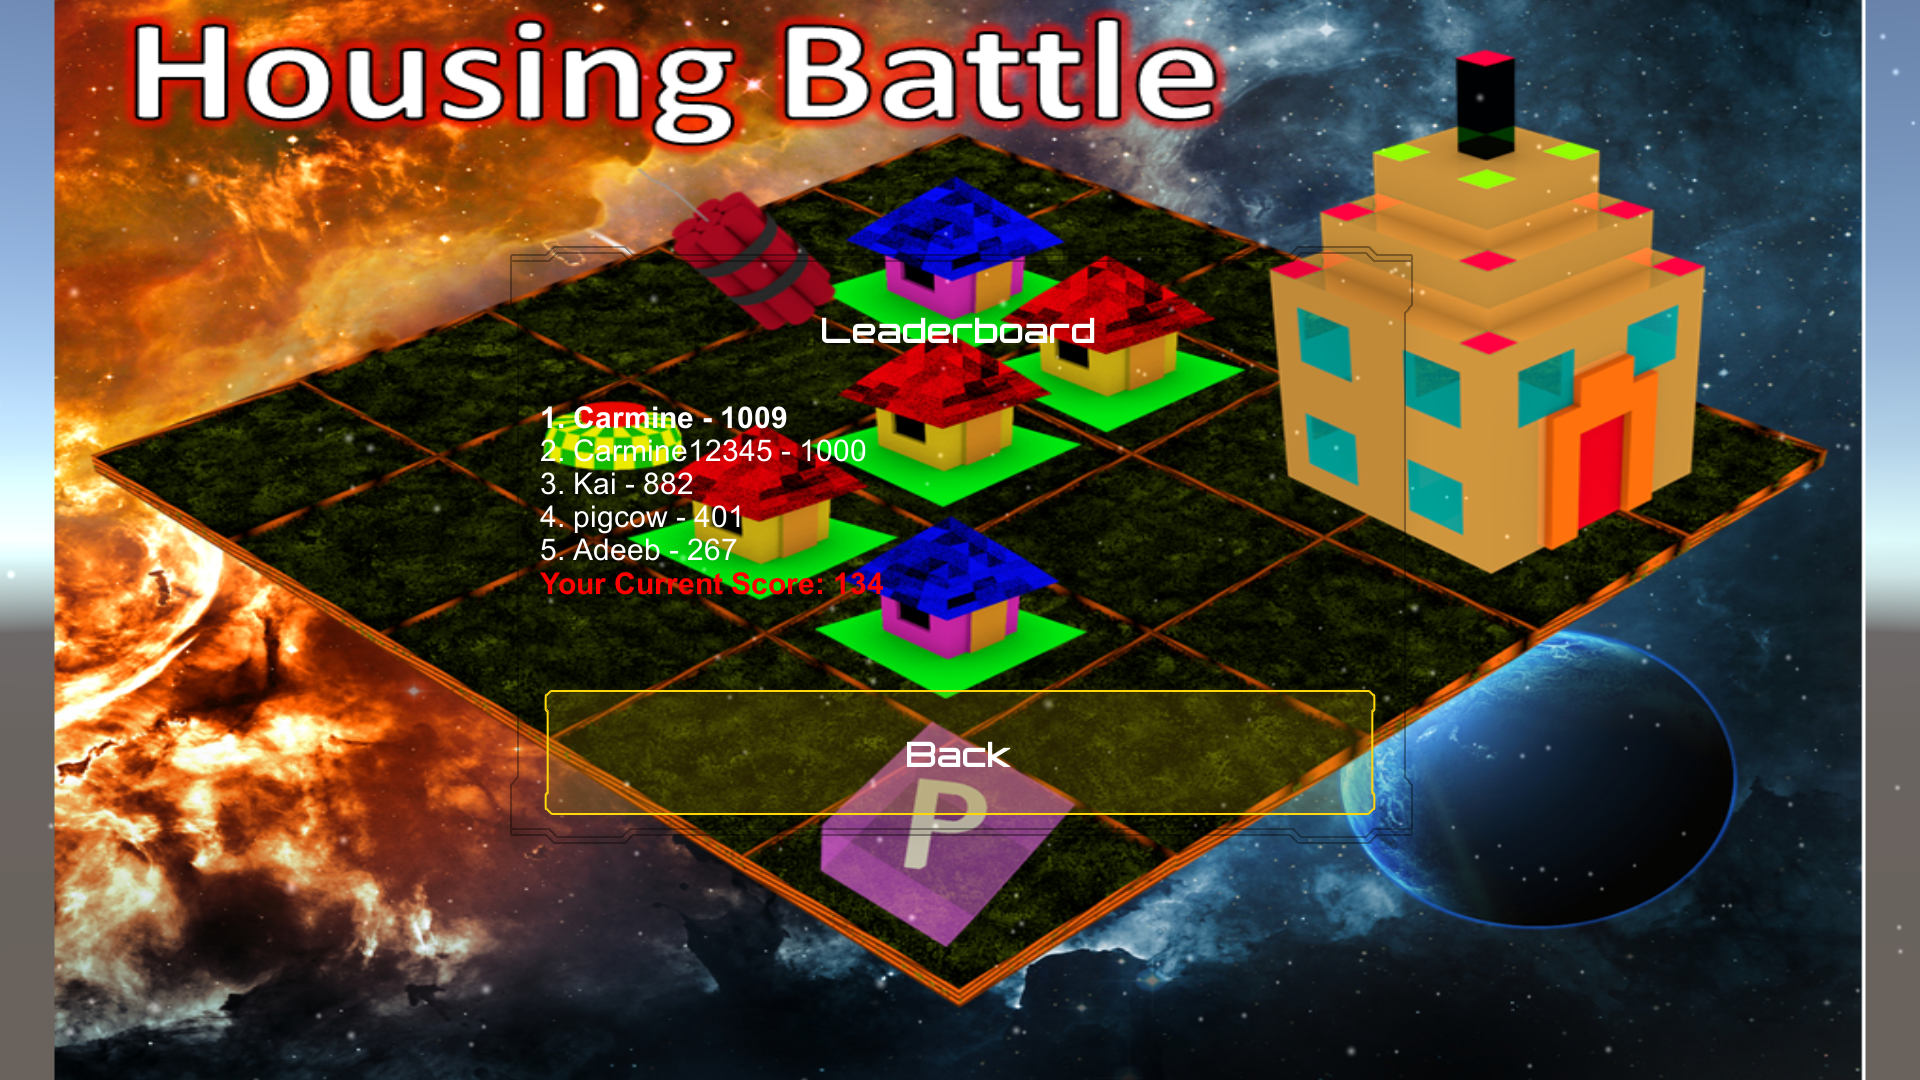 Housing Battle
Leaderboard
1. Carmine - 1009
2. Carmine12345 - 1000
3. Kai - 882
4. pigcow - 401
5. Adeeb - 267
Your Current Score: 134
Back
P